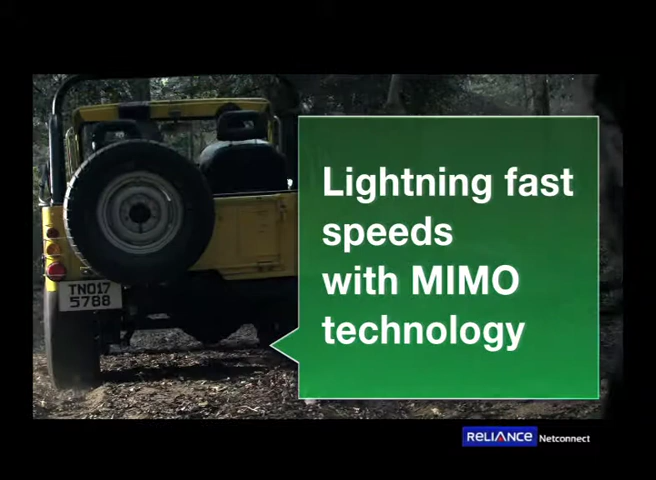 Lightning fast
speeds
with MIMO
technology
TN017
5788
RELIANCE Netconnect